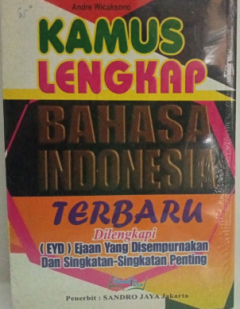 Andre Wicaksono
KAMUS
LENGKAP
BAHASA
INDONESIA
TERBARU
Dilengkapi
( EYD ) Ejaan Yang Disempurnakan
Dan Singkatan-Singkatan Penting
Penerbit : SANDRO JAYA Jakarta